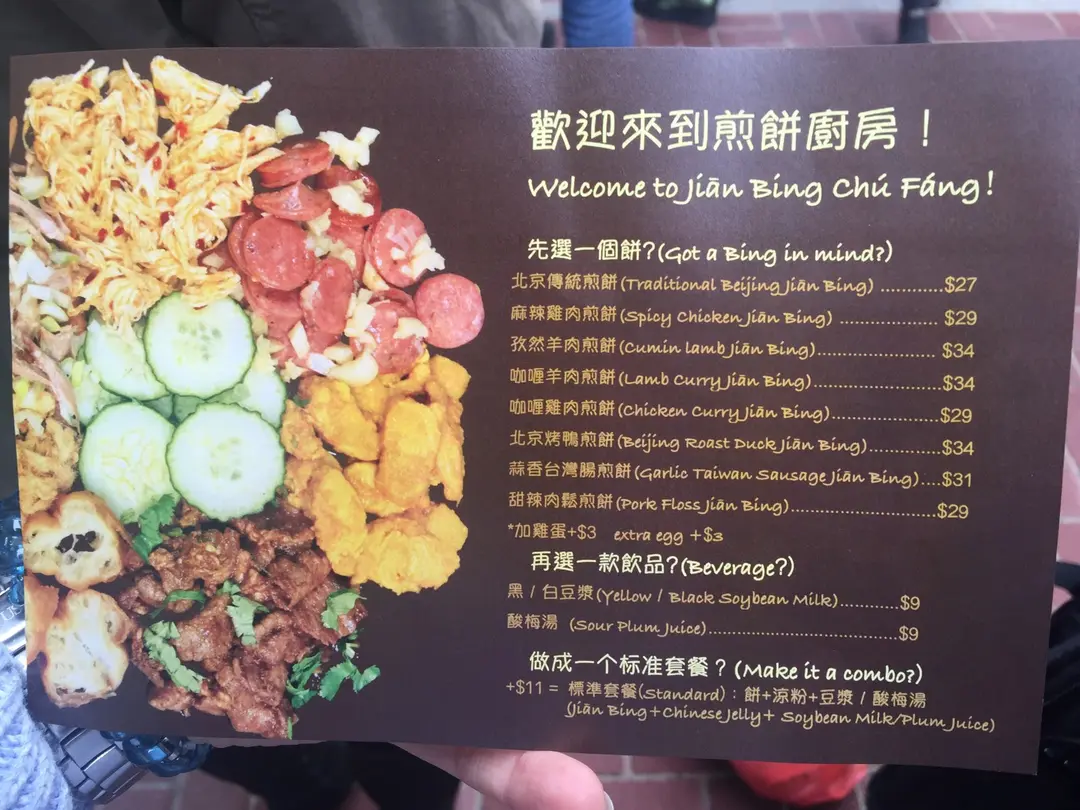 歡迎來到煎餅廚房！
Welcome to Jiān Bing Chú Fáng!
先選一個餅?(Got a Bing in mind?)
北京傳統煎餅(Traditional Beijing Jiān Bing) ............$27
麻辣雞肉煎餅(Spicy Chicken Jiān Bing) .................. $29
孜然羊肉煎餅(Cumin lamb Jiān Bing)...................... $34
咖喱羊肉煎餅(Lamb Curry Jiān Bing)........................$34
咖喱雞肉煎餅(Chicken Curry Jiān Bing)....................$29
北京烤鴨煎餅(Beijing Roast Duck Jiān Bing)..............$34
蒜香台灣腸煎餅(Garlic Taiwan Sausage Jiān Bing)....$31
甜辣肉鬆煎餅(Pork Floss Jiān Bing)...........................$29
*加雞蛋+$3 extra egg +$3
再選一款飲品?(Beverage?)
黑 / 白豆漿(Yellow / Black Soybean Milk)............$9
酸梅湯 (Sour Plum Juice)....................................$9
做成一个标准套餐？(Make it a combo?)
+$11 = 標準套餐(Standard)：餅+涼粉+豆漿 / 酸梅湯
(Jiān Bing+Chinese Jelly+ Soybean Milk/Plum Juice)